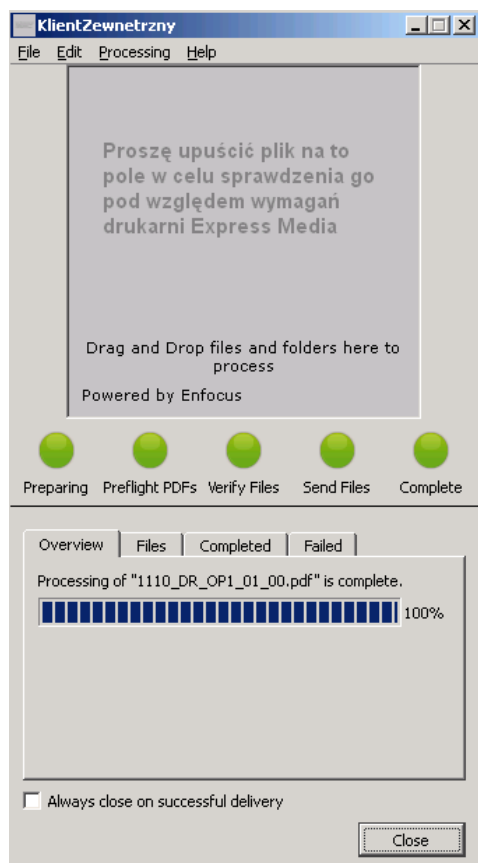 KlientZewnetrzny
File Edit Processing Help
Proszę upuścić plik na to
pole w celu sprawdzenia go
pod względem wymagań
drukarni Express Media
Drag and Drop files and folders here to
process
Powered by Enfocus
Preparing Preflight PDFs Verify Files Send Files Complete
Overview Files Completed Failed
Processing of "1110_DR_OP1_01_00.pdf" is complete.
100%
Always close on successful delivery
Close